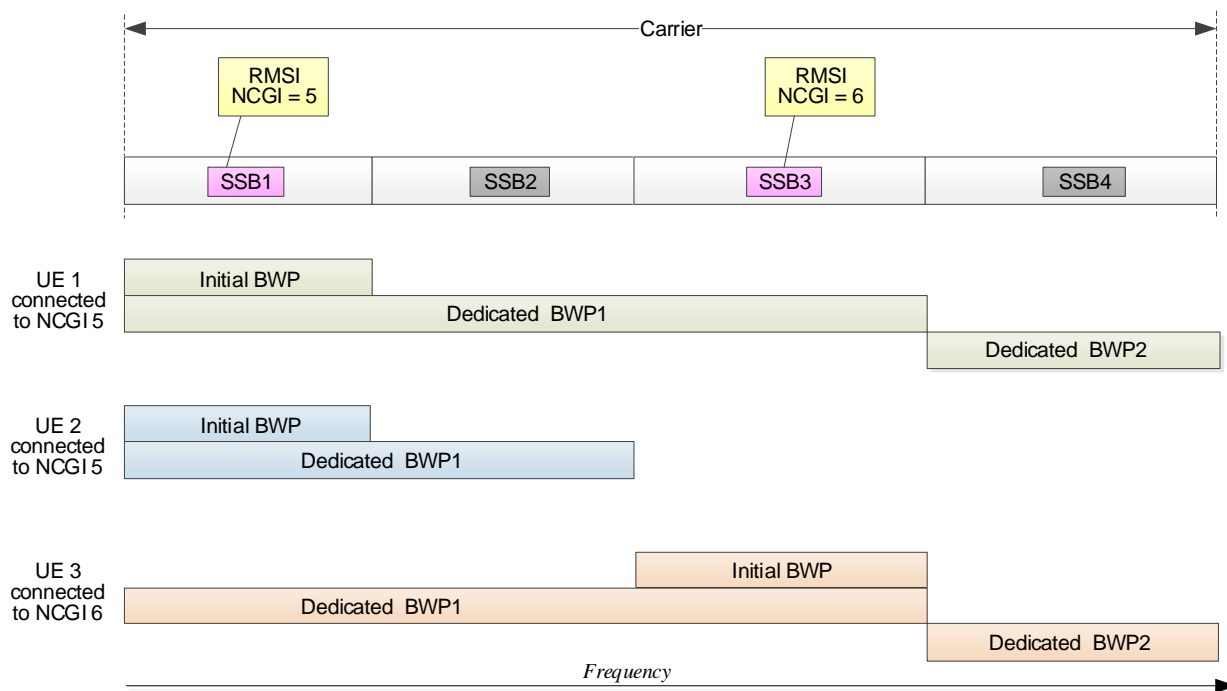 Carrier
RMSI
NCGI = 5
RMSI
NCGI = 6
SSB1
SSB2
SSB3
SSB4
UE 1
connected
to NCGI 5
Initial BWP
Dedicated BWP1
Dedicated BWP2
UE 2
connected
to NCGI 5
Initial BWP
Dedicated BWP1
UE 3
connected
to NCGI 6
Initial BWP
Dedicated BWP1
Dedicated BWP2
Frequency